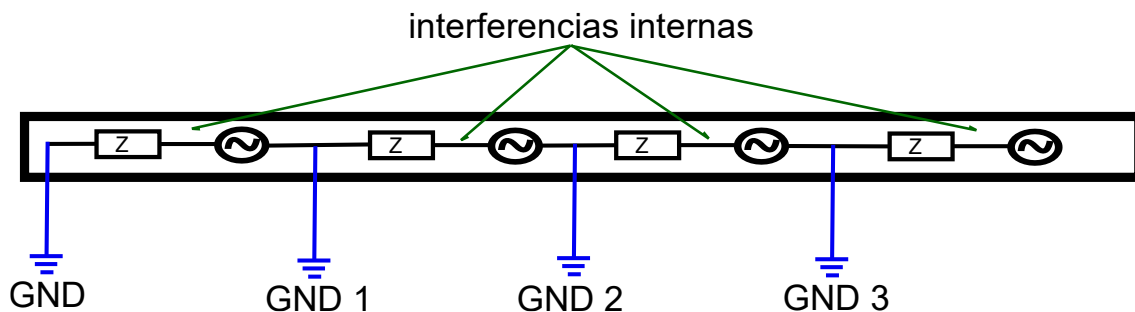 interferencias internas
Z Z Z Z
GND GND 1 GND 2 GND 3